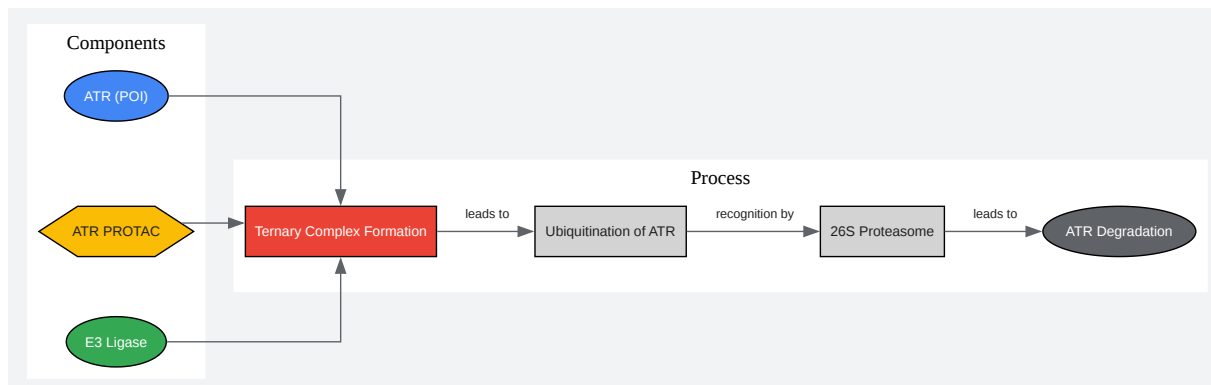 Components
ATR (POI)
Process
ATR PROTAC
Ternary Complex Formation
leads to
Ubiquitination of ATR
recognition by
26S Proteasome
leads to
ATR Degradation
E3 Ligase